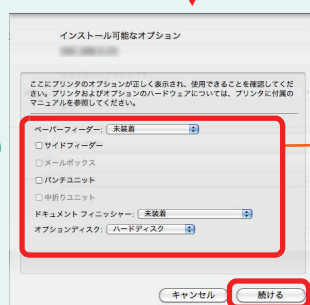 インストール可能なオプション
ここにプリンタのオプションが正しく表示され、使用できることを確認してくだ
さい。プリンタおよびオプションのハードウェアについては、プリンタに付属の
マニュアルを参照してください。
ペーパーフィーダー: 未装着
サイドフィーダー
メールボックス
パンチユニット
中折りユニット
ドキュメント フィニッシャー: 未装着
オプションディスク: ハードディスク
キャンセル 続ける